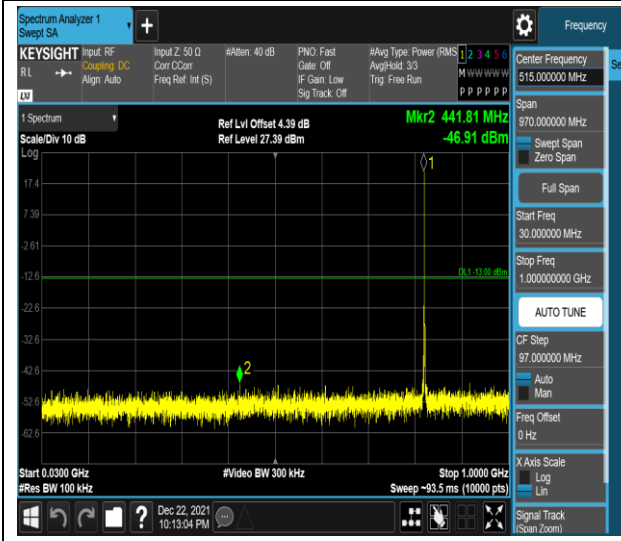 Spectrum Analyzer 1
Swept SA
+
Frequency
KEYSIGHT
RL
LXI
Input: RF
Coupling: DC
Align: Auto
Input Z: 50 Ω
Corr CCorr
Freq Ref: Int (S)
#Atten: 40 dB
PNO: Fast
Gate: Off
IF Gain: Low
Sig Track: Off
#Avg Type: Power (RMS
Avg|Hold: 3/3
Trig: Free Run
1 2 3 4 5 6
M W W W W W
P P P P P P
1 Spectrum
Scale/Div 10 dB
Log
Ref Lvl Offset 4.39 dB
Ref Level 27.39 dBm
Mkr2 441.81 MHz
-46.91 dBm
1
17.4
7.39
-2.61
-12.6
DL1 -13.00 dBm
-22.6
-32.6
-42.6
2
-52.6
-62.6
Start 0.0300 GHz
#Res BW 100 kHz
#Video BW 300 kHz
Stop 1.0000 GHz
Sweep ~93.5 ms (10000 pts)
Center Frequency
515.000000 MHz
Se
Span
970.000000 MHz
Swept Span
Zero Span
Full Span
Start Freq
30.000000 MHz
Stop Freq
1.000000000 GHz
AUTO TUNE
CF Step
97.000000 MHz
Auto
Man
Freq Offset
0 Hz
X Axis Scale
Log
Lin
Signal Track
(Span Zoom)
?
Dec 22, 2021
10:13:04 PM